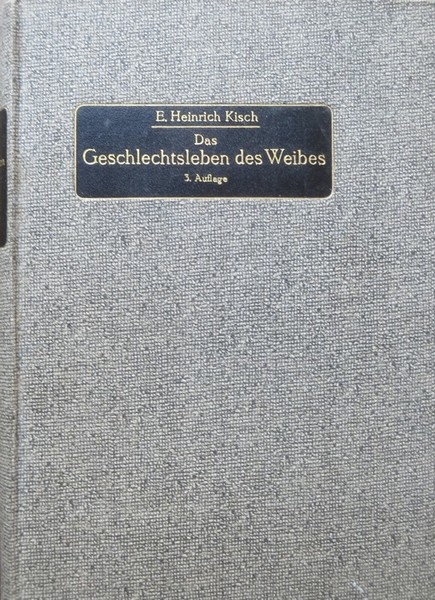 E. Heinrich Kisch
Das
Geschlechtsleben des Weibes
3. Auflage